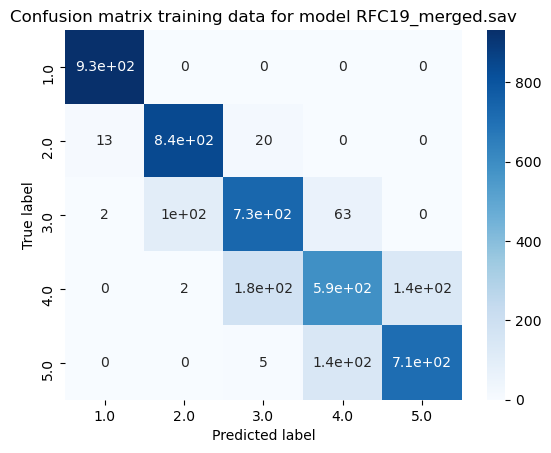 Confusion matrix training data for model RFC19_merged.sav
1.0 9.3e+02 0 0 0 0
2.0 13 8.4e+02 20 0 0
3.0 2 1e+02 7.3e+02 63 0
4.0 0 2 1.8e+02 5.9e+02 1.4e+02
5.0 0 0 5 1.4e+02 7.1e+02
1.0 2.0 3.0 4.0 5.0
Predicted label
True label
800
600
400
200
0